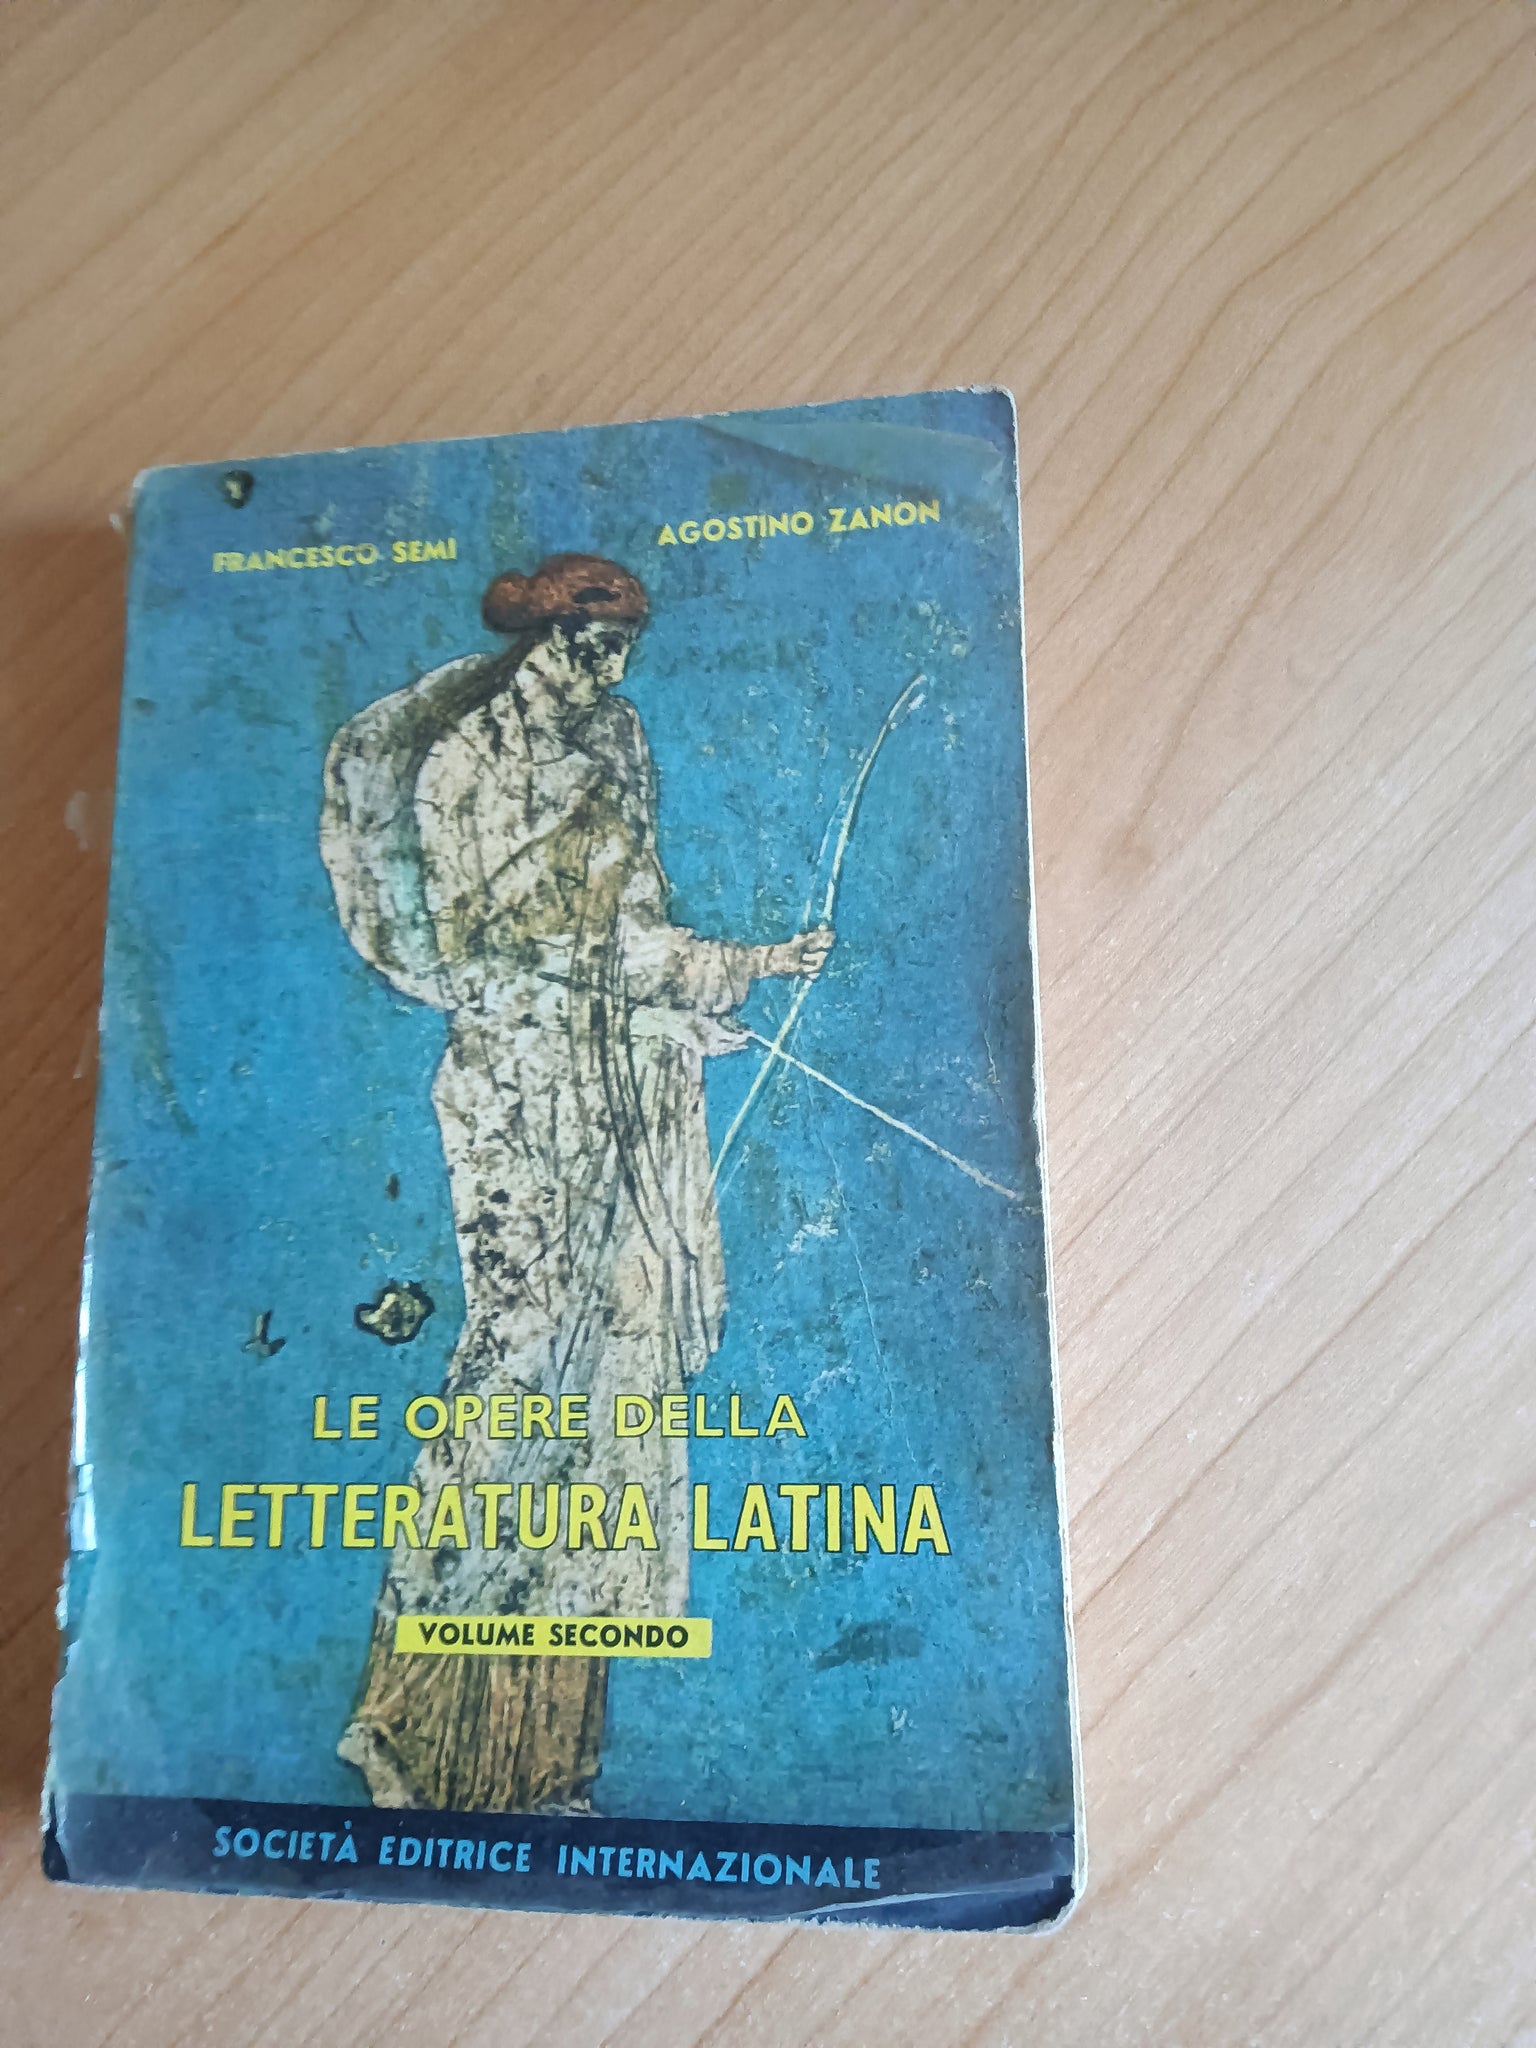 FRANCESCO SEMI
AGOSTINO ZANON
LE OPERE DELLA
LETTERATURA LATINA
VOLUME SECONDO
SOCIETÀ EDITRICE INTERNAZIONALE